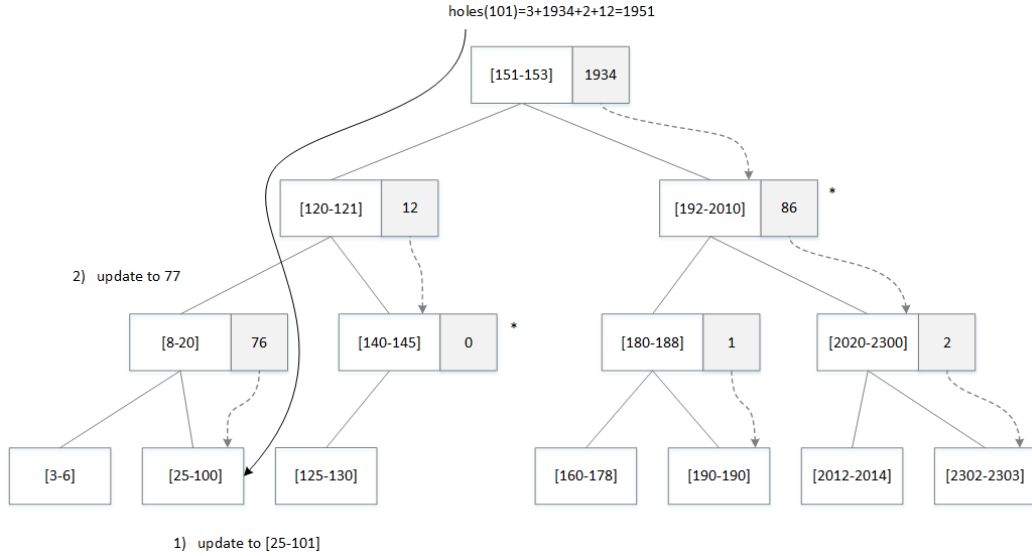 holes(101)=3+1934+2+12=1951
[151-153] 1934
[120-121] 12
[192-2010] 86 *
2) update to 77
[8-20] 76
[140-145] 0 *
[180-188] 1
[2020-2300] 2
[3-6]
[25-100]
[125-130]
[160-178]
[190-190]
[2012-2014]
[2302-2303]
1) update to [25-101]